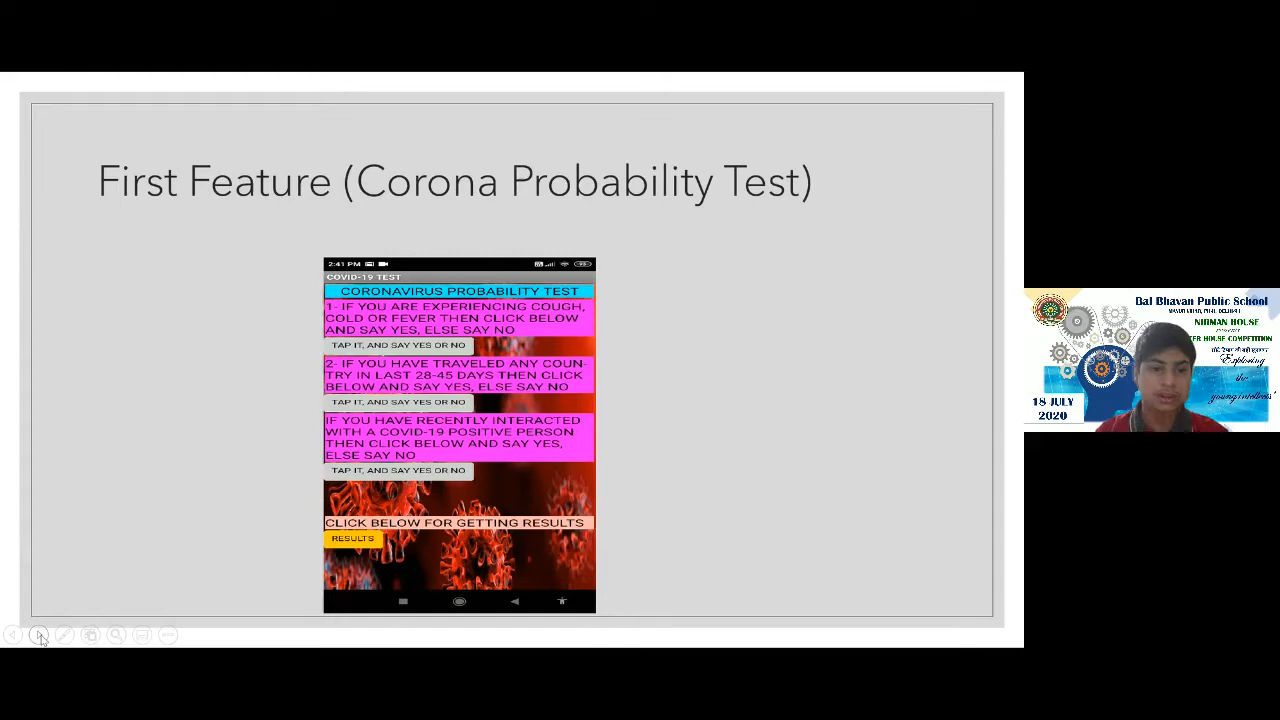 First Feature (Corona Probability Test)
2:41 PM
COVID-19 TEST
CORONAVIRUS PROBABILITY TEST
1- IF YOU ARE EXPERIENCING COUGH,
COLD OR FEVER THEN CLICK BELOW
AND SAY YES, ELSE SAY NO
TAP IT, AND SAY YES OR NO
2- IF YOU HAVE TRAVELED ANY COUN-
TRY IN LAST 28-45 DAYS THEN CLICK
BELOW AND SAY YES, ELSE SAY NO
TAP IT, AND SAY YES OR NO
IF YOU HAVE RECENTLY INTERACTED
WITH A COVID-19 POSITIVE PERSON
THEN CLICK BELOW AND SAY YES,
ELSE SAY NO
TAP IT, AND SAY YES OR NO
CLICK BELOW FOR GETTING RESULTS
RESULTS
Bal Bhavan Public School
NIRMAN HOUSE
HOUSE COMPETITION
Exploring
the
young
18 JULY
2020